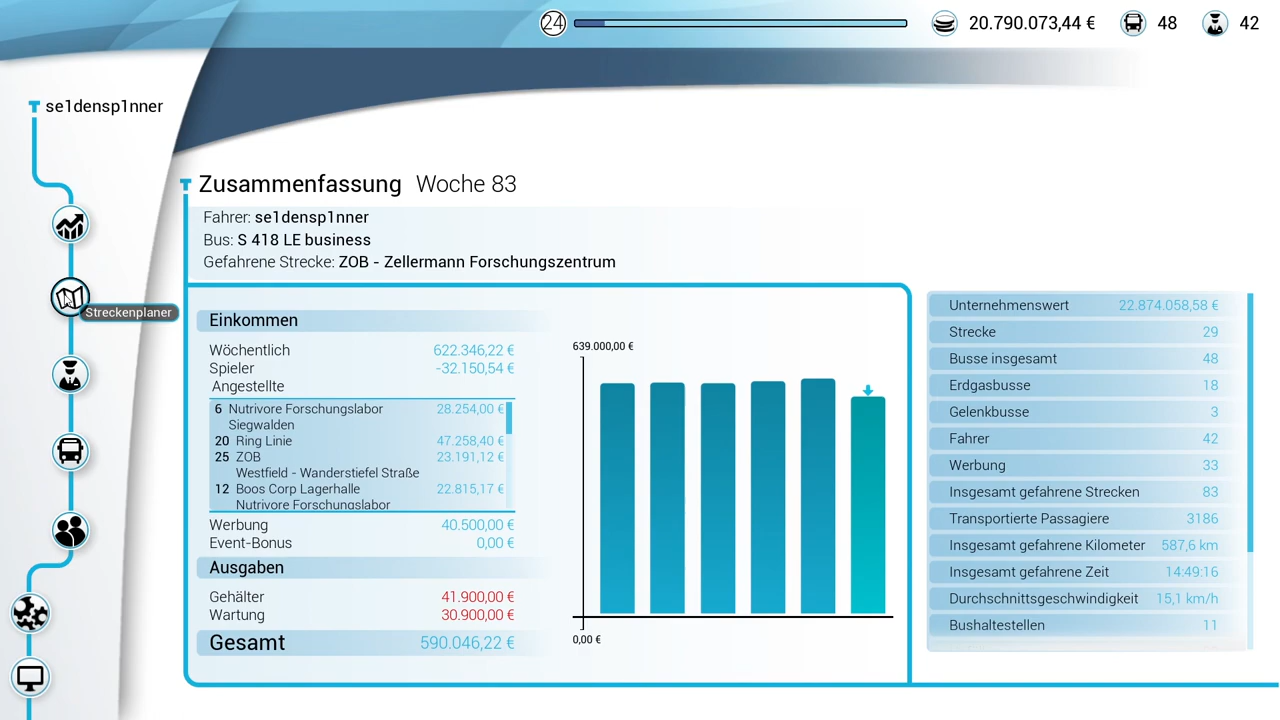 24
20.790.073,44 €
48
42
se1densp1nner
Streckenplaner
Zusammenfassung Woche 83
Fahrer: se1densp1nner
Bus: S 418 LE business
Gefahrene Strecke: ZOB - Zellermann Forschungszentrum
Einkommen
Wöchentlich 622.346,22 €
Spieler -32.150,54 €
Angestellte
6 Nutrivore Forschungslabor 28.254,00 €
Siegwalden
20 Ring Linie 47.258,40 €
25 ZOB 23.191,12 €
Westfield - Wanderstiefel Straße
12 Boos Corp Lagerhalle 22.815,17 €
Nutrivore Forschungslabor
Werbung 40.500,00 €
Event-Bonus 0,00 €
Ausgaben
Gehälter 41.900,00 €
Wartung 30.900,00 €
Gesamt 590.046,22 €
639.000,00 €
0,00 €
Unternehmenswert 22.874.058,58 €
Strecke 29
Busse insgesamt 48
Erdgasbusse 18
Gelenkbusse 3
Fahrer 42
Werbung 33
Insgesamt gefahrene Strecken 83
Transportierte Passagiere 3186
Insgesamt gefahrene Kilometer 587,6 km
Insgesamt gefahrene Zeit 14:49:16
Durchschnittsgeschwindigkeit 15,1 km/h
Bushaltestellen 11